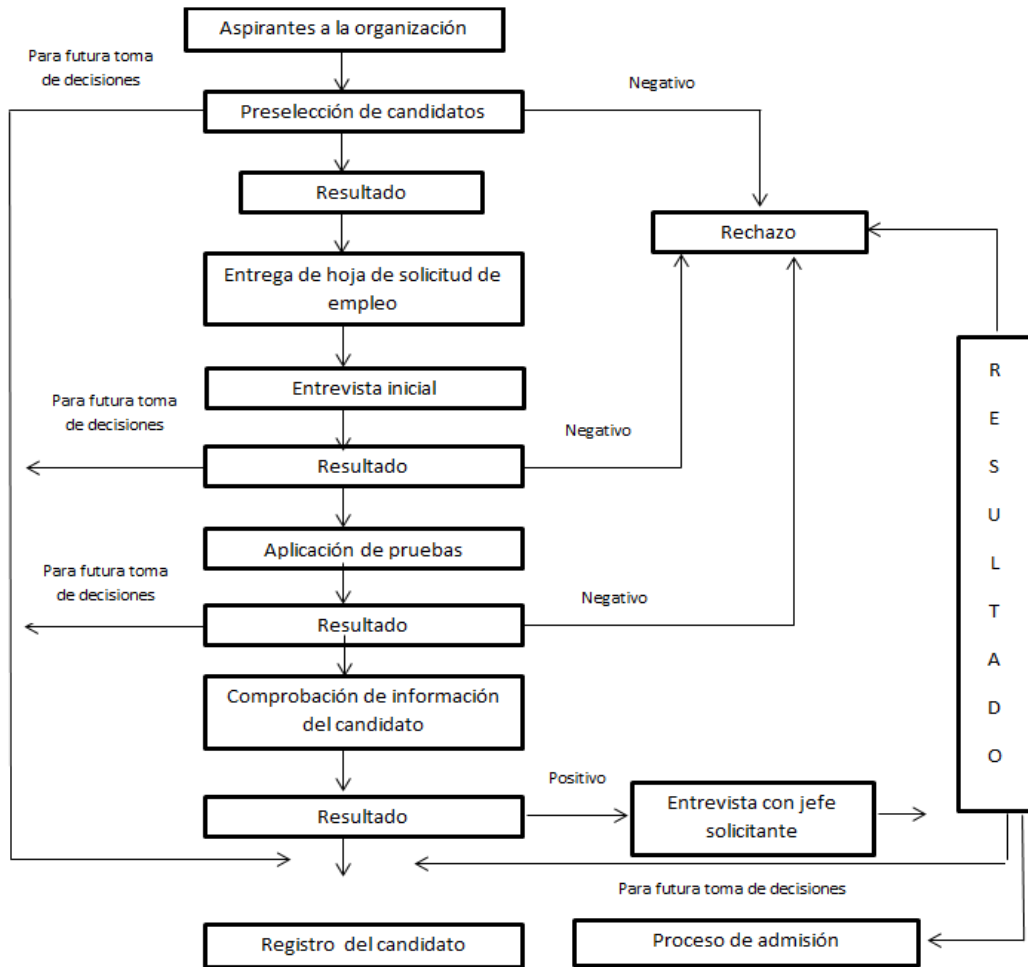 Aspirantes a la organización
Para futura toma
de decisiones
Negativo
Preselección de candidatos
Resultado
Rechazo
Entrega de hoja de solicitud de
empleo
Entrevista inicial
Para futura toma
de decisiones
Negativo
Resultado
Aplicación de pruebas
Para futura toma
de decisiones
Negativo
Resultado
Comprobación de información
del candidato
Positivo
Resultado
Entrevista con jefe
solicitante
R
E
S
U
L
T
A
D
O
Para futura toma de decisiones
Registro  del candidato
Proceso de admisión